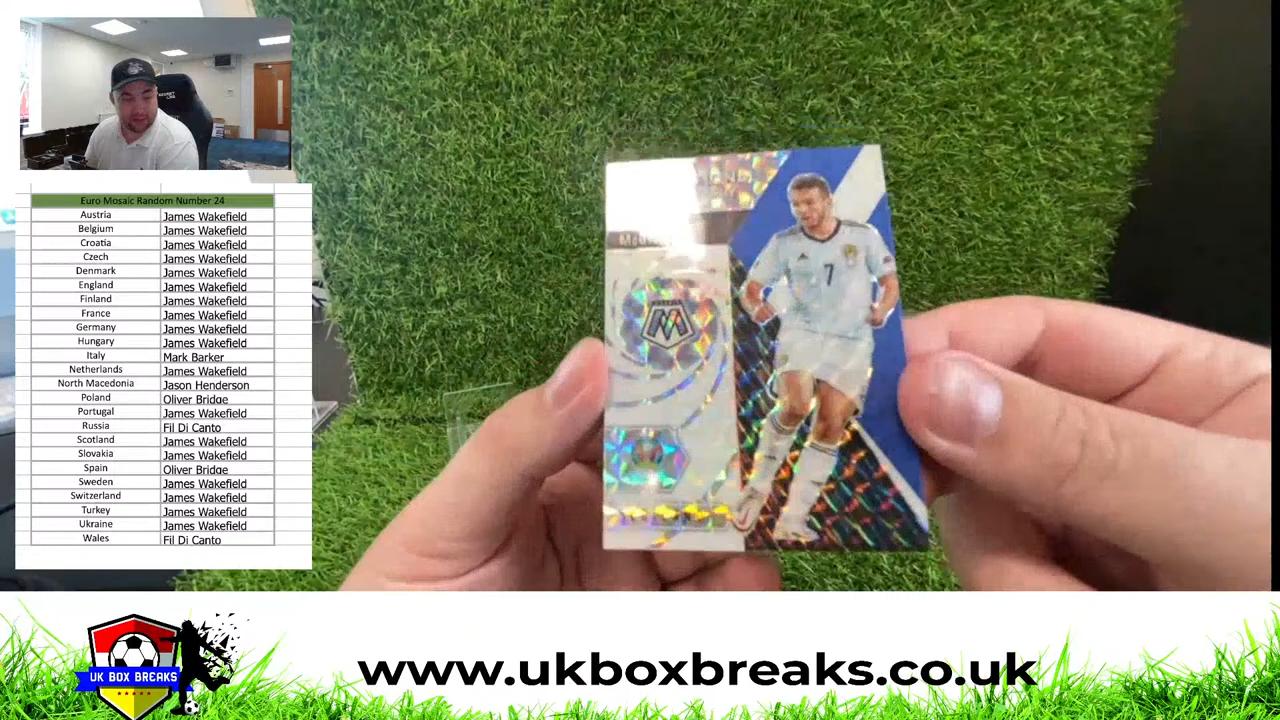 Euro Mosaic Random Number 24
Austria James Wakefield
Belgium James Wakefield
Croatia James Wakefield
Czech James Wakefield
Denmark James Wakefield
England James Wakefield
Finland James Wakefield
France James Wakefield
Germany James Wakefield
Hungary James Wakefield
Italy Mark Barker
Netherlands James Wakefield
North Macedonia Jason Henderson
Poland Oliver Bridge
Portugal James Wakefield
Russia Fil Di Canto
Scotland James Wakefield
Slovakia James Wakefield
Spain Oliver Bridge
Sweden James Wakefield
Switzerland James Wakefield
Turkey James Wakefield
Ukraine James Wakefield
Wales Fil Di Canto
7
UK BOX BREAKS
www.ukboxbreaks.co.uk